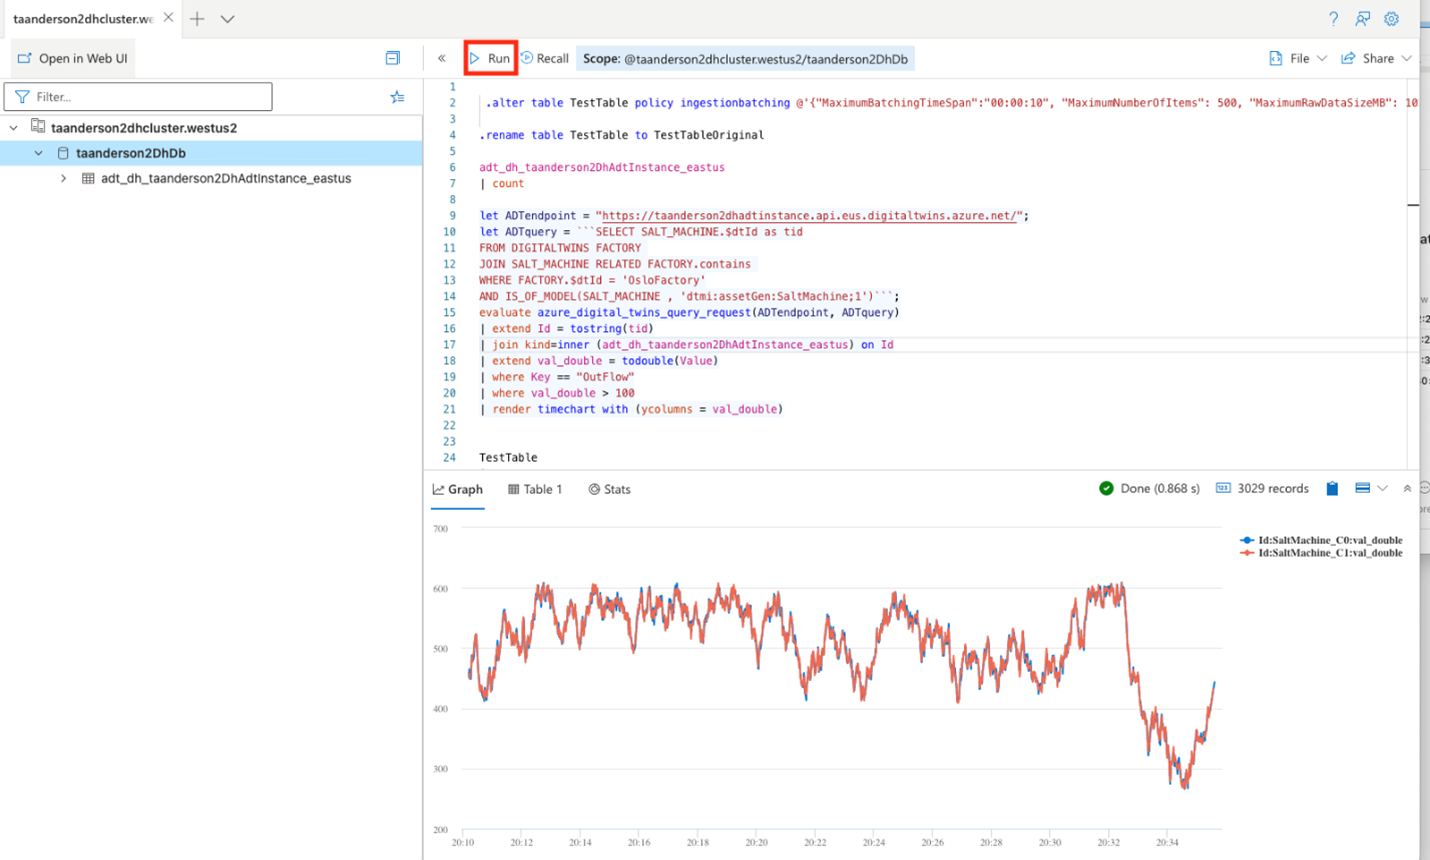 taanderson2dhcluster.we
Open in Web UI
Run
Recall
Scope: @taanderson2dhcluster.westus2/taanderson2DhDb
File
Share
Filter...
taanderson2dhcluster.westus2
taanderson2DhDb
adt_dh_taanderson2DhAdtInstance_eastus
1
2 .alter table TestTable policy ingestionbatching @'{"MaximumBatchingTimeSpan":"00:00:10", "MaximumNumberOfItems": 500, "MaximumRawDataSizeMB": 10
3
4 .rename table TestTable to TestTableOriginal
5
6 adt_dh_taanderson2DhAdtInstance_eastus
7 | count
8
9 let ADTendpoint = "https://taanderson2dhadtinstance.api.eus.digitaltwins.azure.net/";
10 let ADTquery = ```SELECT SALT_MACHINE.$dtId as tid
11 FROM DIGITALTWINS FACTORY
12 JOIN SALT_MACHINE RELATED FACTORY.contains
13 WHERE FACTORY.$dtId = 'OsloFactory'
14 AND IS_OF_MODEL(SALT_MACHINE , 'dtmi:assetGen:SaltMachine;1')```;
15 evaluate azure_digital_twins_query_request(ADTendpoint, ADTquery)
16 | extend Id = tostring(tid)
17 | join kind=inner (adt_dh_taanderson2DhAdtInstance_eastus) on Id
18 | extend val_double = todouble(Value)
19 | where Key == "OutFlow"
20 | where val_double > 100
21 | render timechart with (ycolumns = val_double)
22
23
24 TestTable
Graph
Table 1
Stats
Done (0.868 s)
3029 records
700
600
500
400
300
200
20:10 20:12 20:14 20:16 20:18 20:20 20:22 20:24 20:26 20:28 20:30 20:32 20:34
Id:SaltMachine_C0:val_double
Id:SaltMachine_C1:val_double